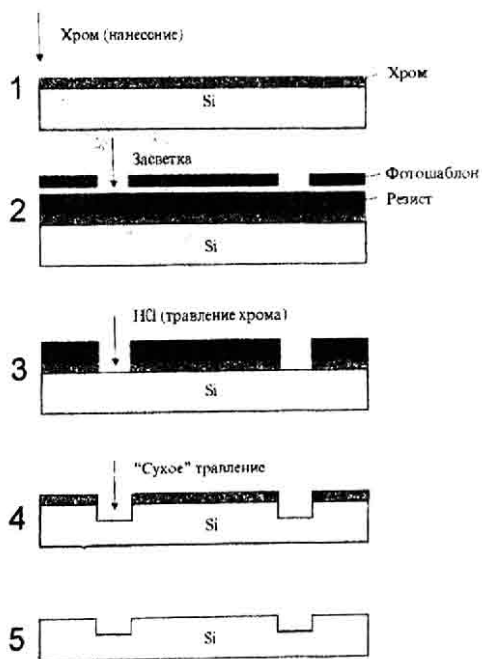 Хром (нанесение)
1
Хром
Si
Засветка
Фотошаблон
2
Резист
Si
HCl (травление хрома)
3
Si
"Сухое" травление
4
Si
5
Si